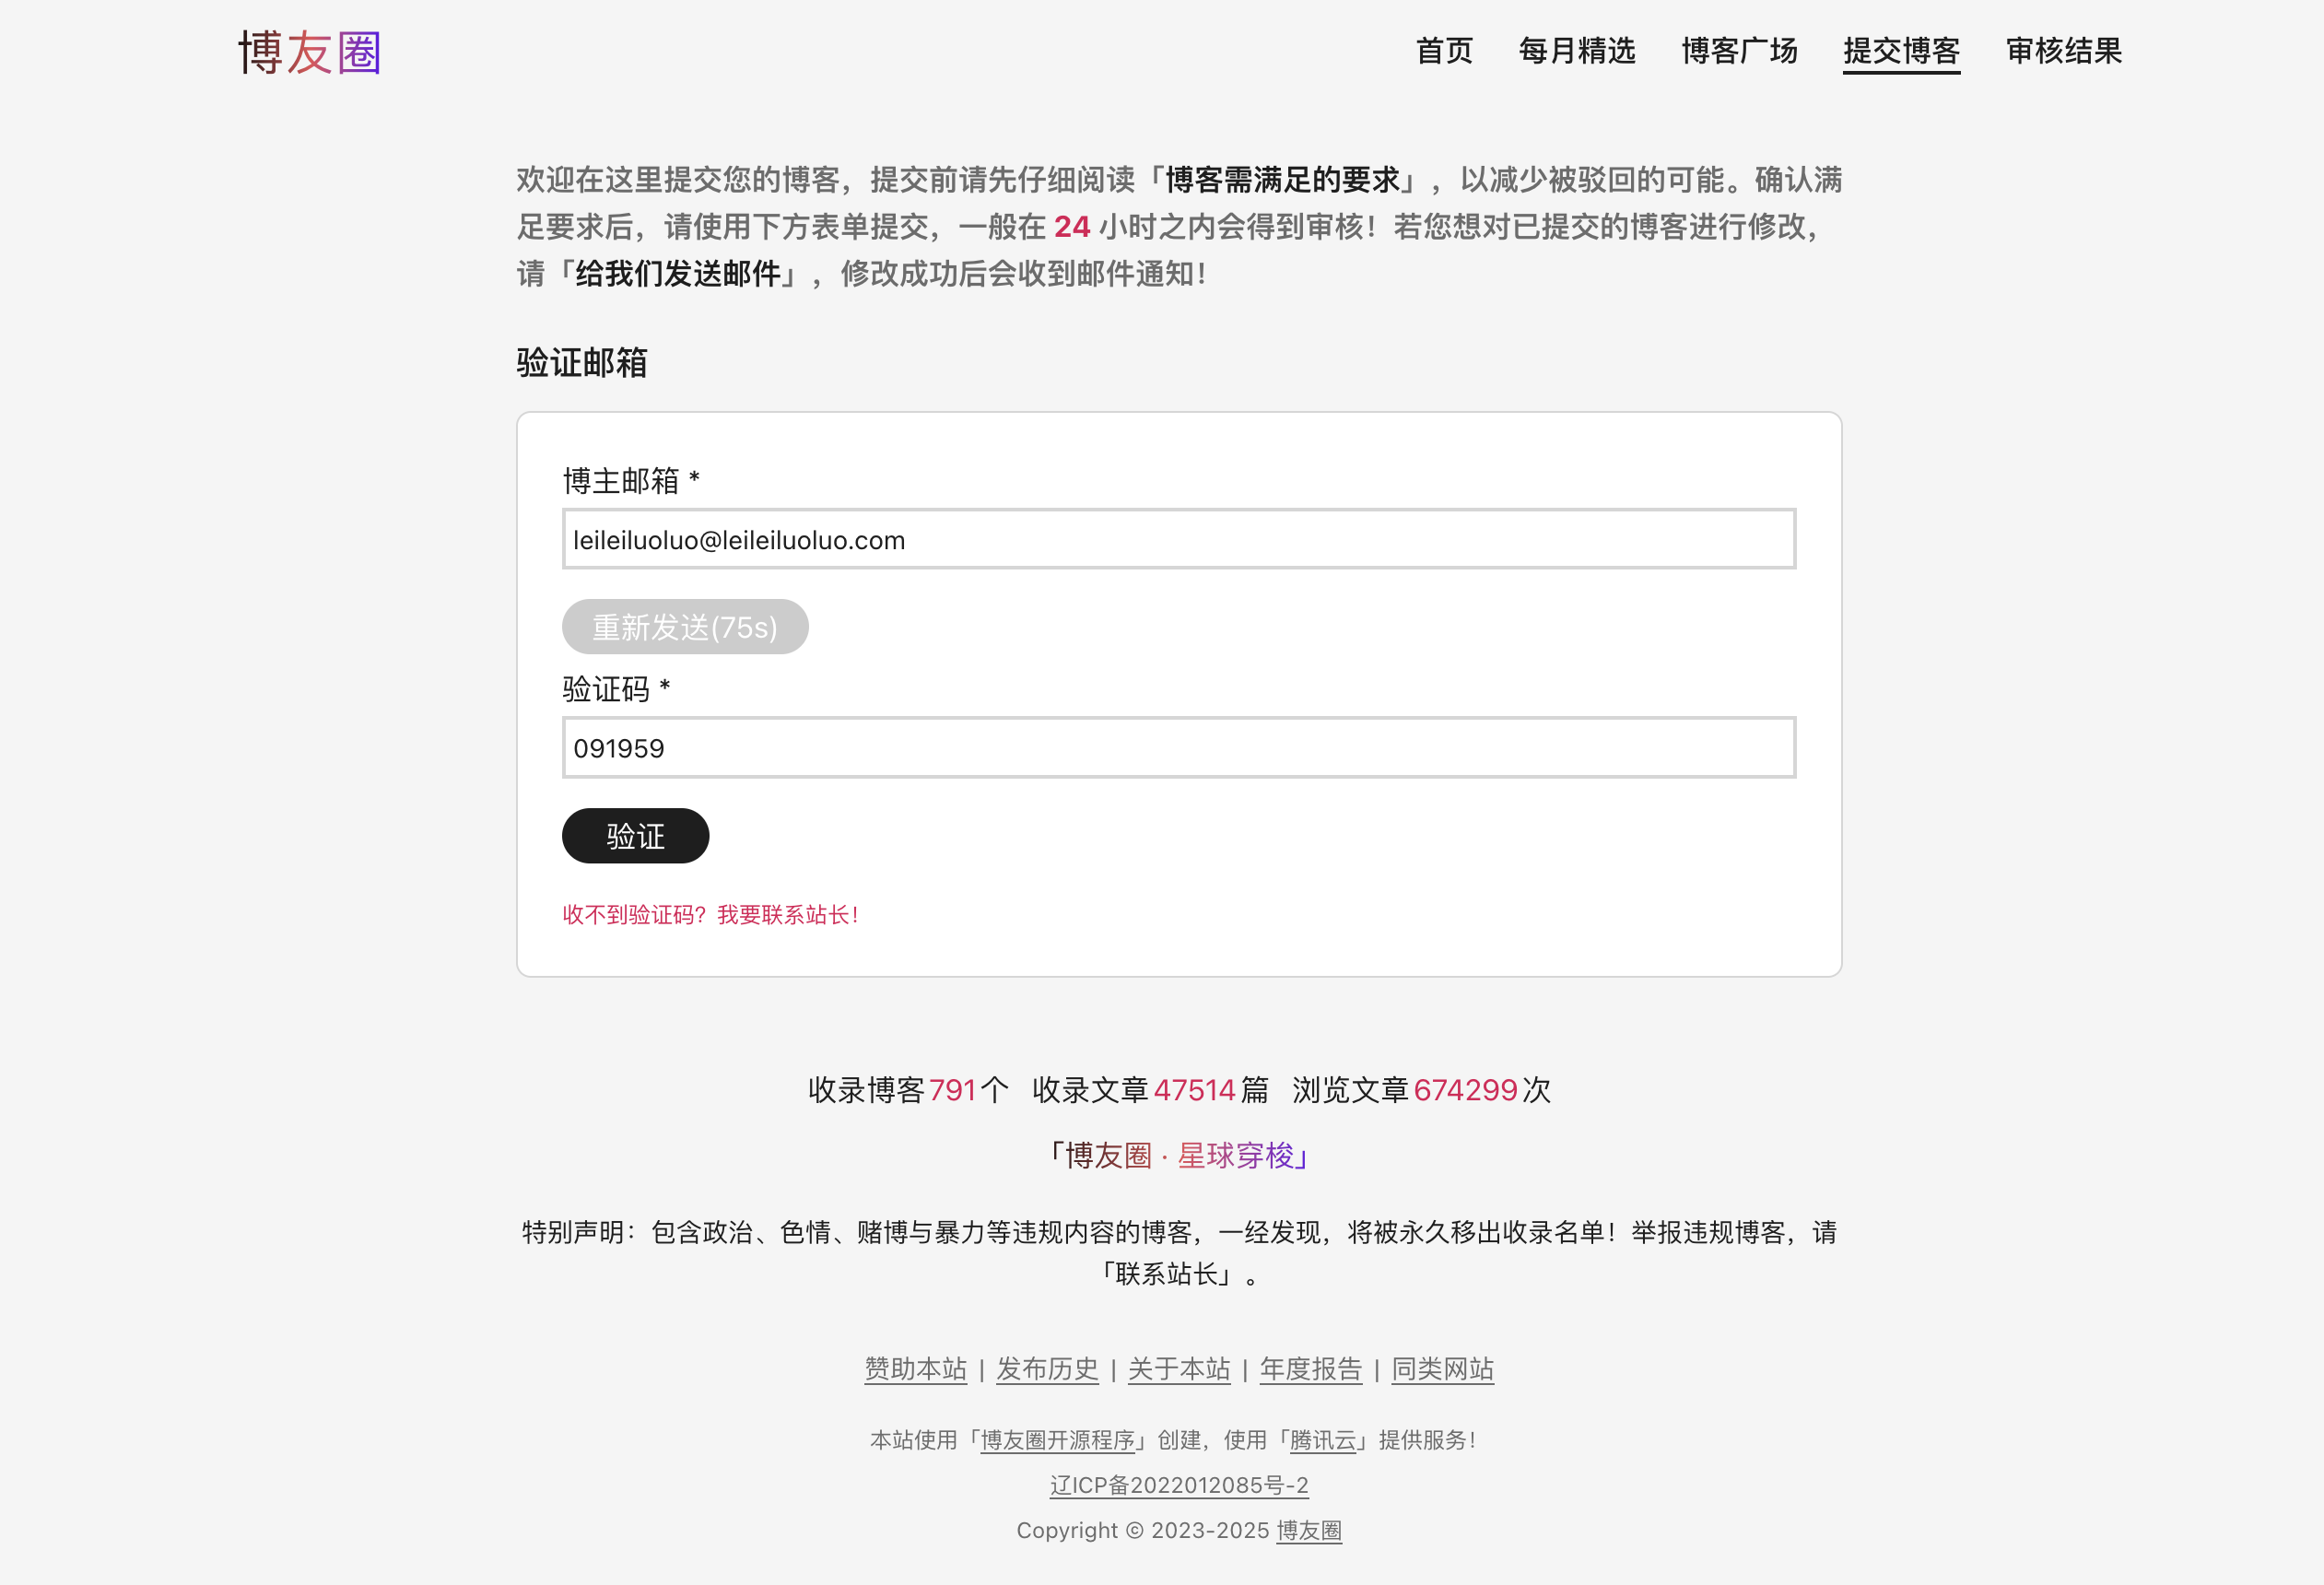 博友圈
首页 每月精选 博客广场 提交博客 审核结果
欢迎在这里提交您的博客，提交前请先仔细阅读「博客需满足的要求」，以减少被驳回的可能。确认满
足要求后，请使用下方表单提交，一般在 24 小时之内会得到审核！若您想对已提交的博客进行修改，
请「给我们发送邮件」，修改成功后会收到邮件通知！
验证邮箱
博主邮箱 *
leileiluoluo@leileiluoluo.com
重新发送(75s)
验证码 *
091959
验证
收不到验证码？我要联系站长！
收录博客791个 收录文章47514篇 浏览文章674299次
「博友圈 · 星球穿梭」
特别声明：包含政治、色情、赌博与暴力等违规内容的博客，一经发现，将被永久移出收录名单！举报违规博客，请
「联系站长」。
赞助本站 | 发布历史 | 关于本站 | 年度报告 | 同类网站
本站使用「博友圈开源程序」创建，使用「腾讯云」提供服务！
辽ICP备2022012085号-2
Copyright © 2023-2025 博友圈